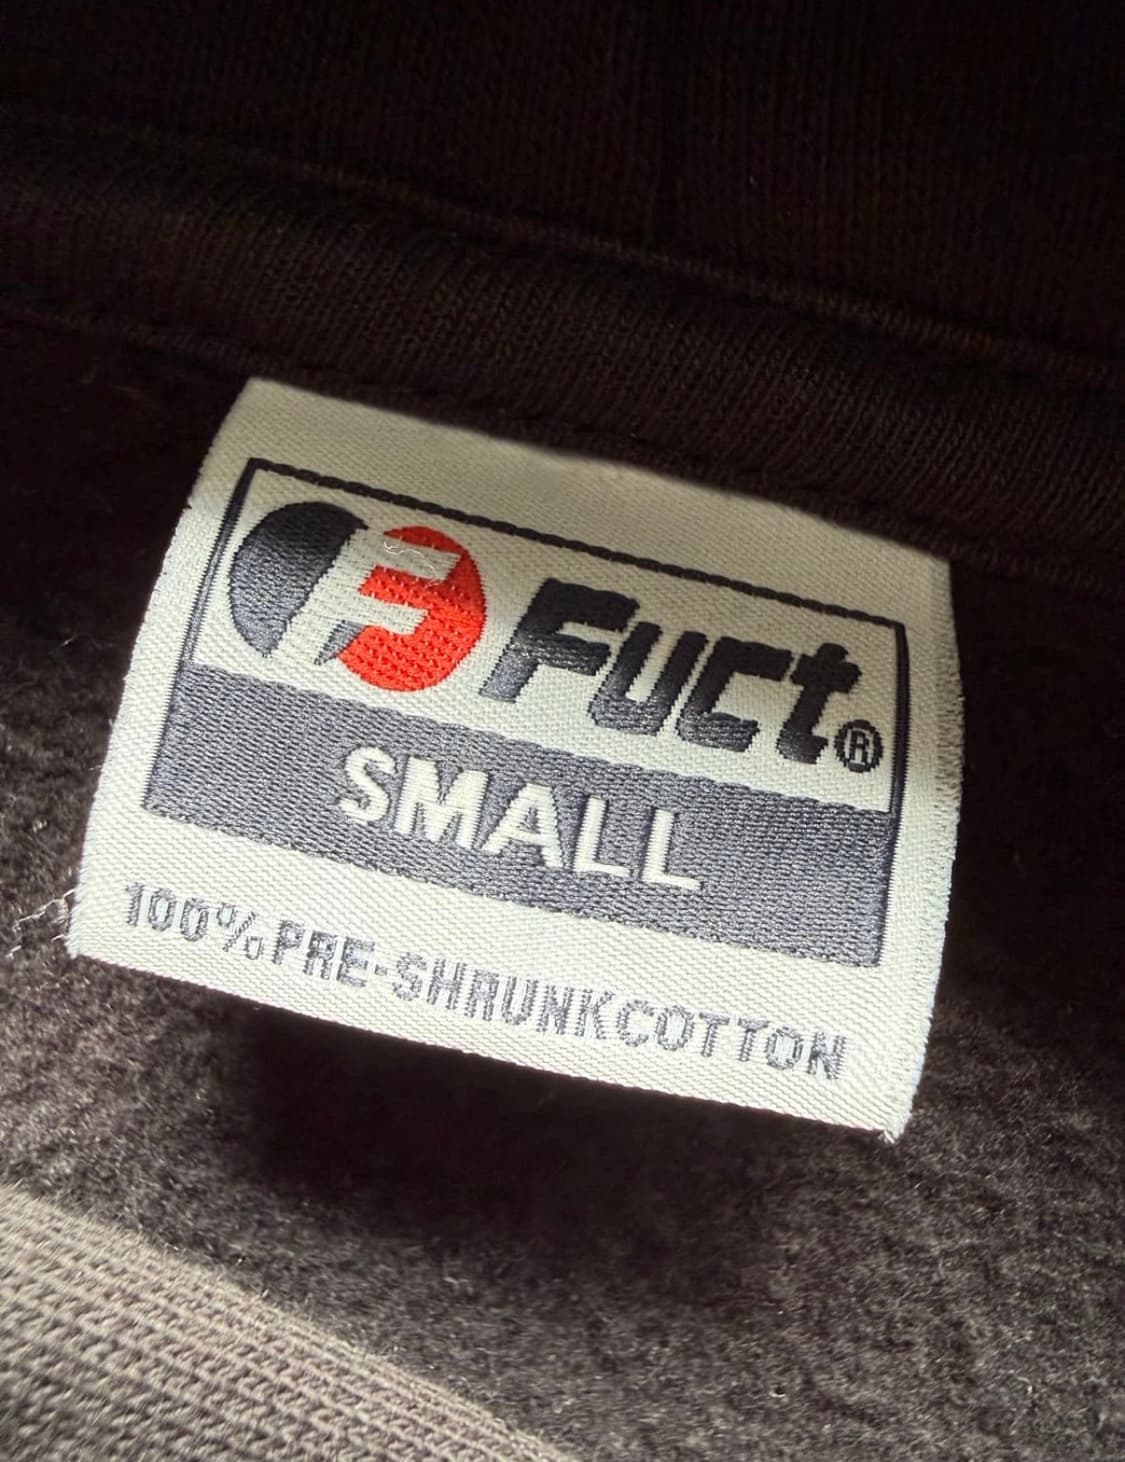 F Fuct®
SMALL
100% PRE-SHRUNK COTTON